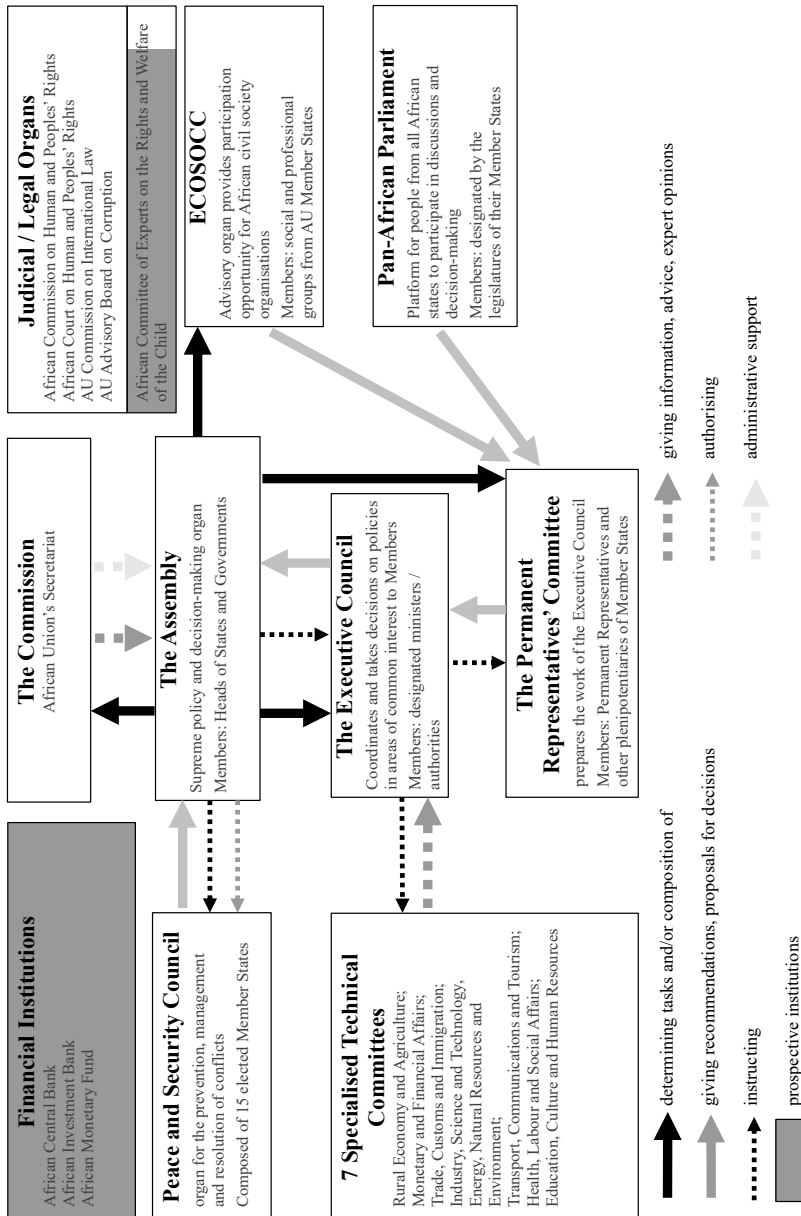 Financial Institutions
African Central Bank
African Investment Bank
African Monetary Fund
The Commission
African Union's Secretariat
Judicial / Legal Organs
African Commission on Human and Peoples' Rights
African Court on Human and Peoples' Rights
AU Commission on International Law
AU Advisory Board on Corruption
African Committee of Experts on the Rights and Welfare
of the Child
Peace and Security Council
organ for the prevention, management
and resolution of conflicts
Composed of 15 elected Member States
The Assembly
Supreme policy and decision-making organ
Members: Heads of States and Governments
ECOSOCC
Advisory organ provides participation
opportunity for African civil society
organisations
Members: social and professional
groups from AU Member States
7 Specialised Technical
Committees
Rural Economy and Agriculture;
Monetary and Financial Affairs;
Trade, Customs and Immigration;
Industry, Science and Technology,
Energy, Natural Resources and
Environment;
Transport, Communications and Tourism;
Health, Labour and Social Affairs;
Education, Culture and Human Resources
The Executive Council
Coordinates and takes decisions on policies
in areas of common interest to Members
Members: designated ministers /
authorities
Pan-African Parliament
Platform for people from all African
states to participate in discussions and
decision-making
Members: designated by the
legislatures of their Member States
The Permanent
Representatives' Committee
prepares the work of the Executive Council
Members: Permanent Representatives and
other plenipotentiaries of Member States
determining tasks and/or composition of
giving recommendations, proposals for decisions
instructing
prospective institutions
giving information, advice, expert opinions
authorising
administrative support